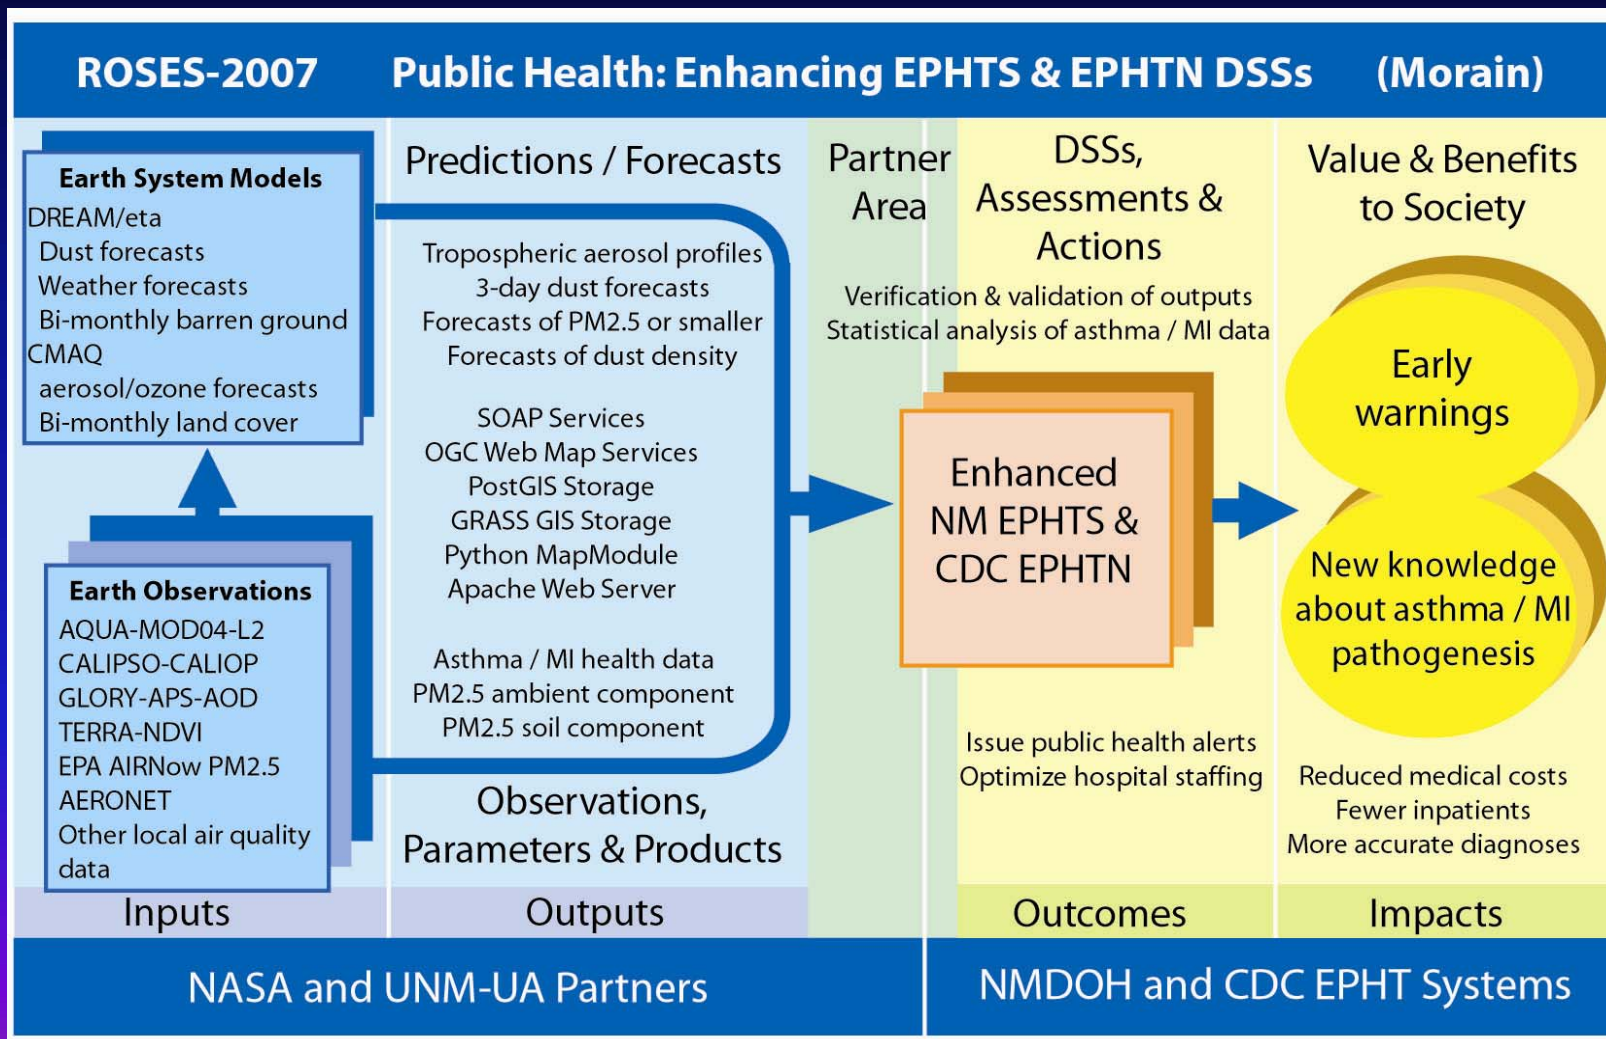 ROSES-2007 Public Health: Enhancing EPHTS & EPHTN DSSs (Morain)
Earth System Models
DREAM/eta
Dust forecasts
Weather forecasts
Bi-monthly barren ground
CMAQ
aerosol/ozone forecasts
Bi-monthly land cover
Earth Observations
AQUA-MOD04-L2
CALIPSO-CALIOP
GLORY-APS-AOD
TERRA-NDVI
EPA AIRNow PM2.5
AERONET
Other local air quality
data
Inputs
Predictions / Forecasts
Tropospheric aerosol profiles
3-day dust forecasts
Forecasts of PM2.5 or smaller
Forecasts of dust density
SOAP Services
OGC Web Map Services
PostGIS Storage
GRASS GIS Storage
Python MapModule
Apache Web Server
Asthma / MI health data
PM2.5 ambient component
PM2.5 soil component
Observations,
Parameters & Products
Outputs
Partner
Area
DSSs,
Assessments &
Actions
Verification & validation of outputs
Statistical analysis of asthma / MI data
Enhanced
NM EPHTS &
CDC EPHTN
Issue public health alerts
Optimize hospital staffing
Outcomes
Value & Benefits
to Society
Early
warnings
New knowledge
about asthma / MI
pathogenesis
Reduced medical costs
Fewer inpatients
More accurate diagnoses
Impacts
NASA and UNM-UA Partners
NMDOH and CDC EPHT Systems